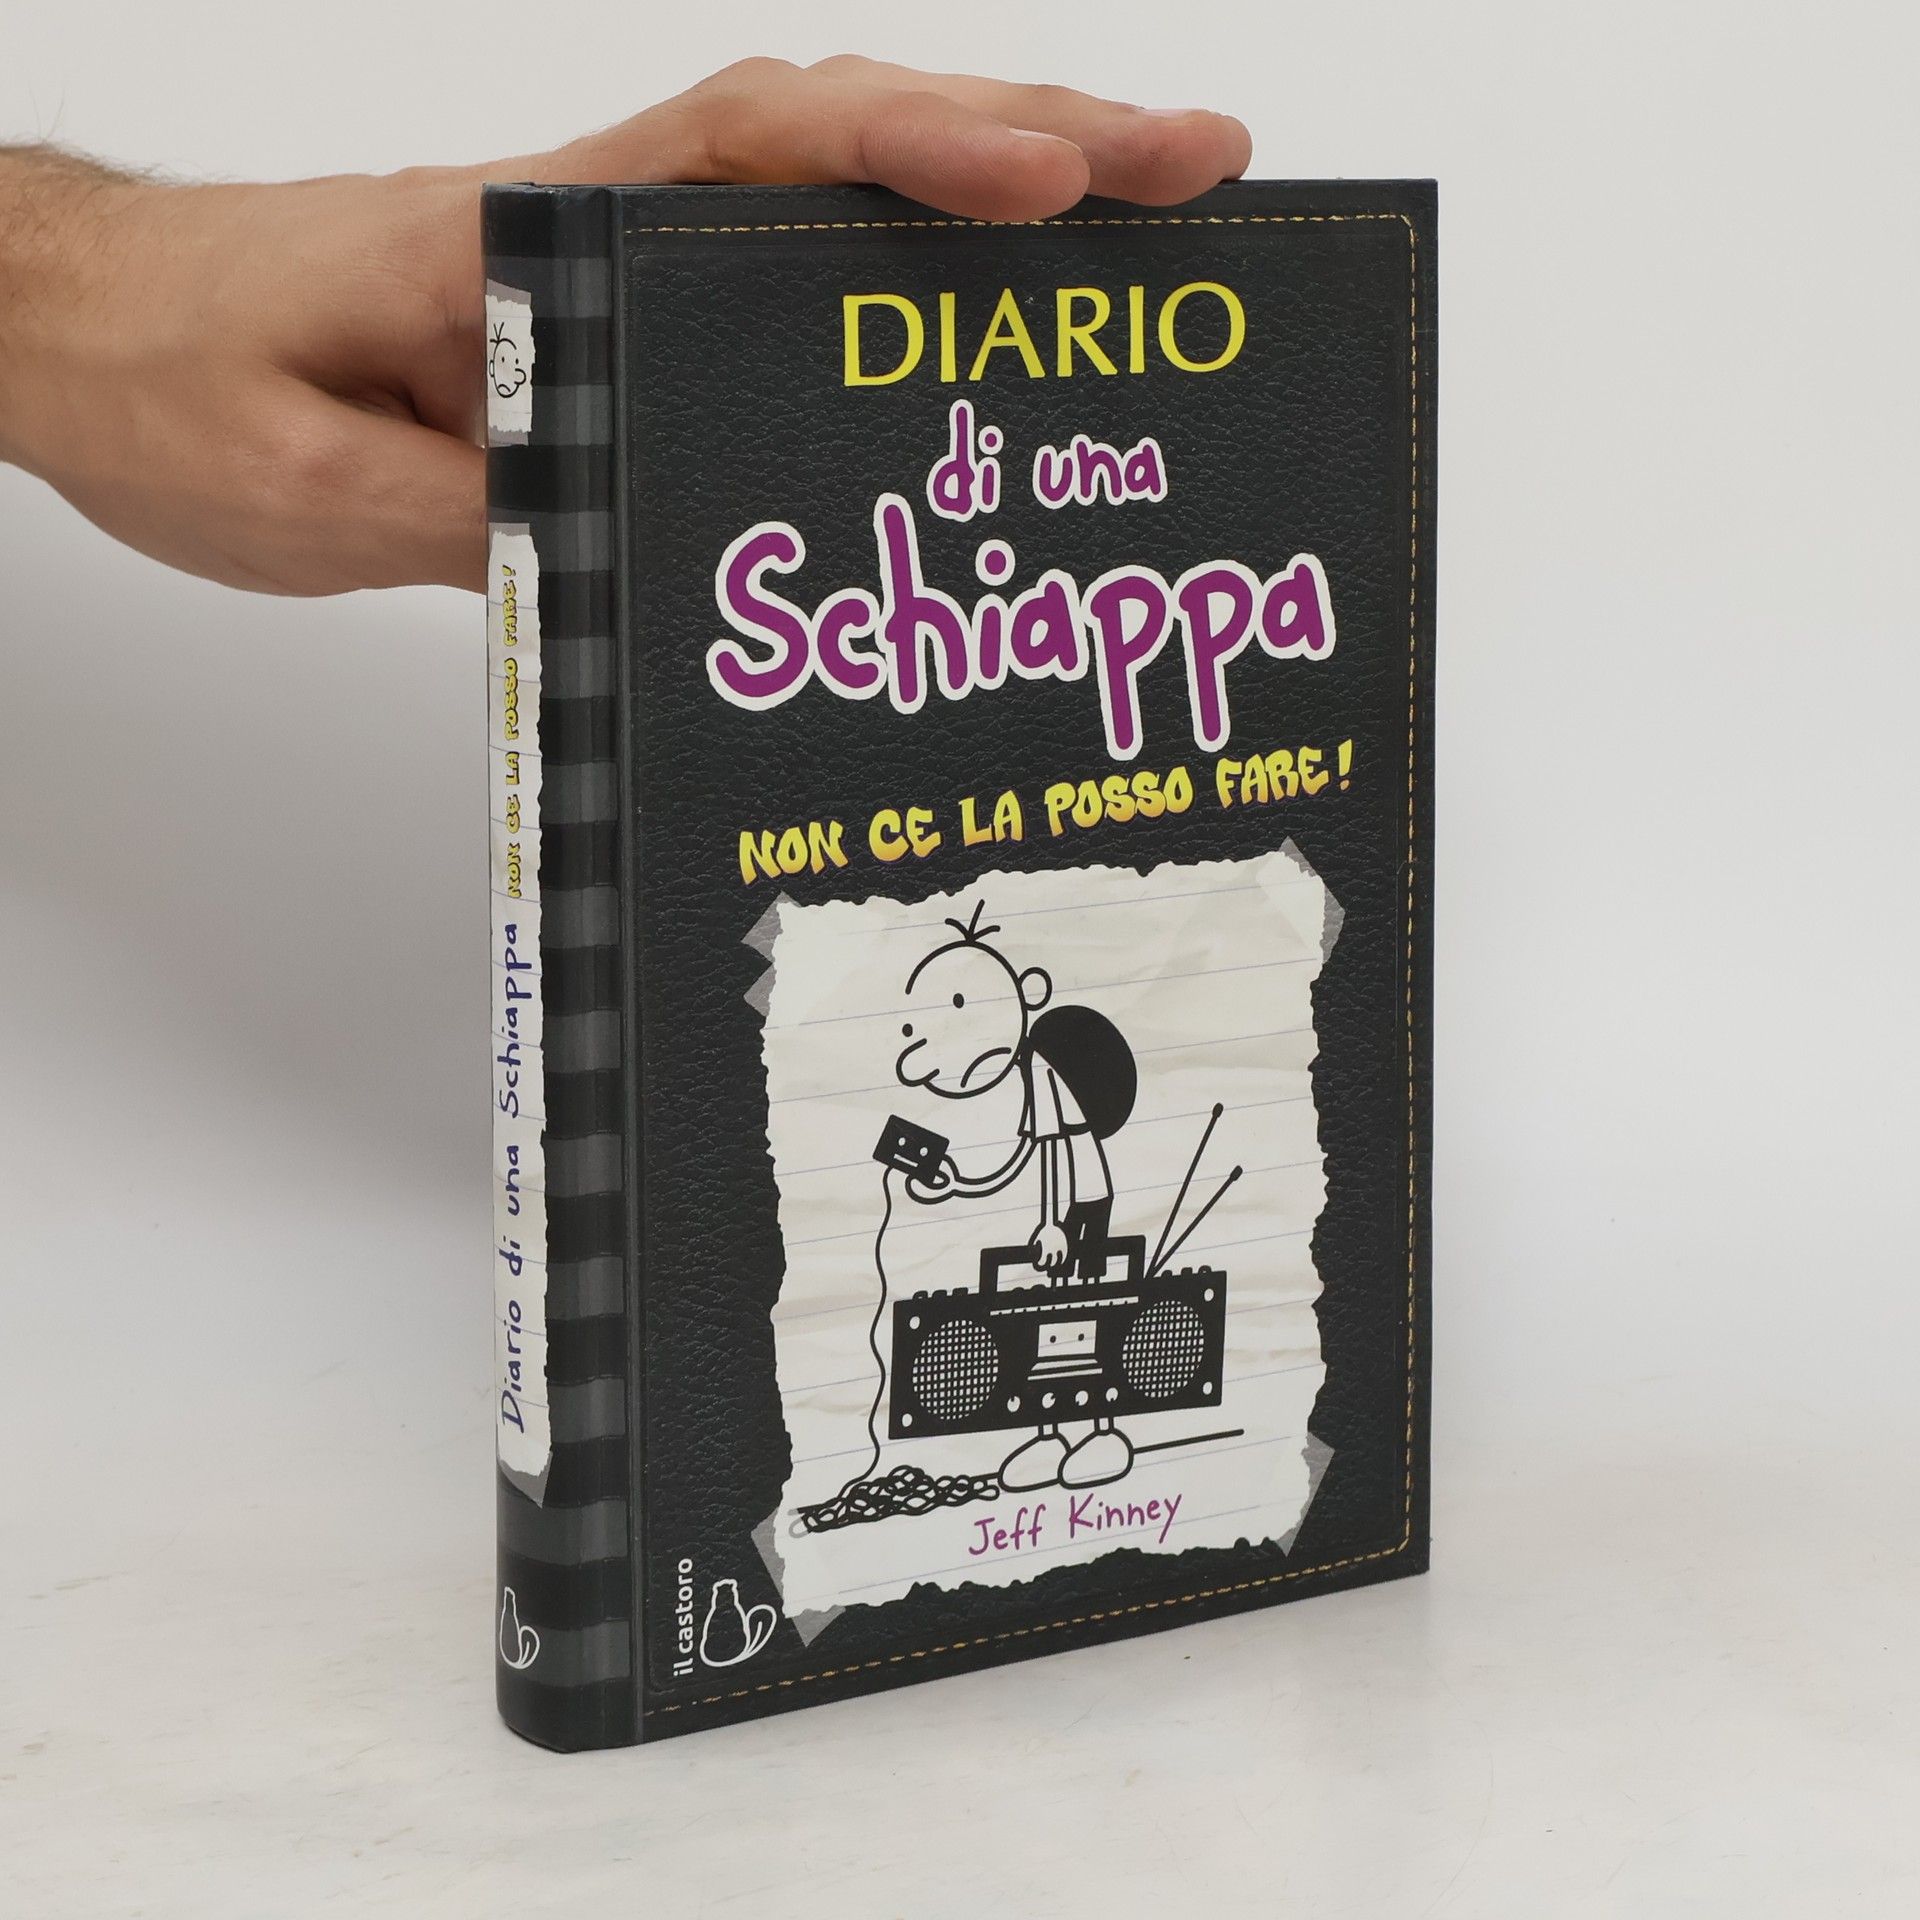 DIARIO
di una
Schiappa
NON CE LA POSSO FARE!
Jeff Kinney
il castoro
Diario di una Schiappa NON CE LA POSSO FARE!